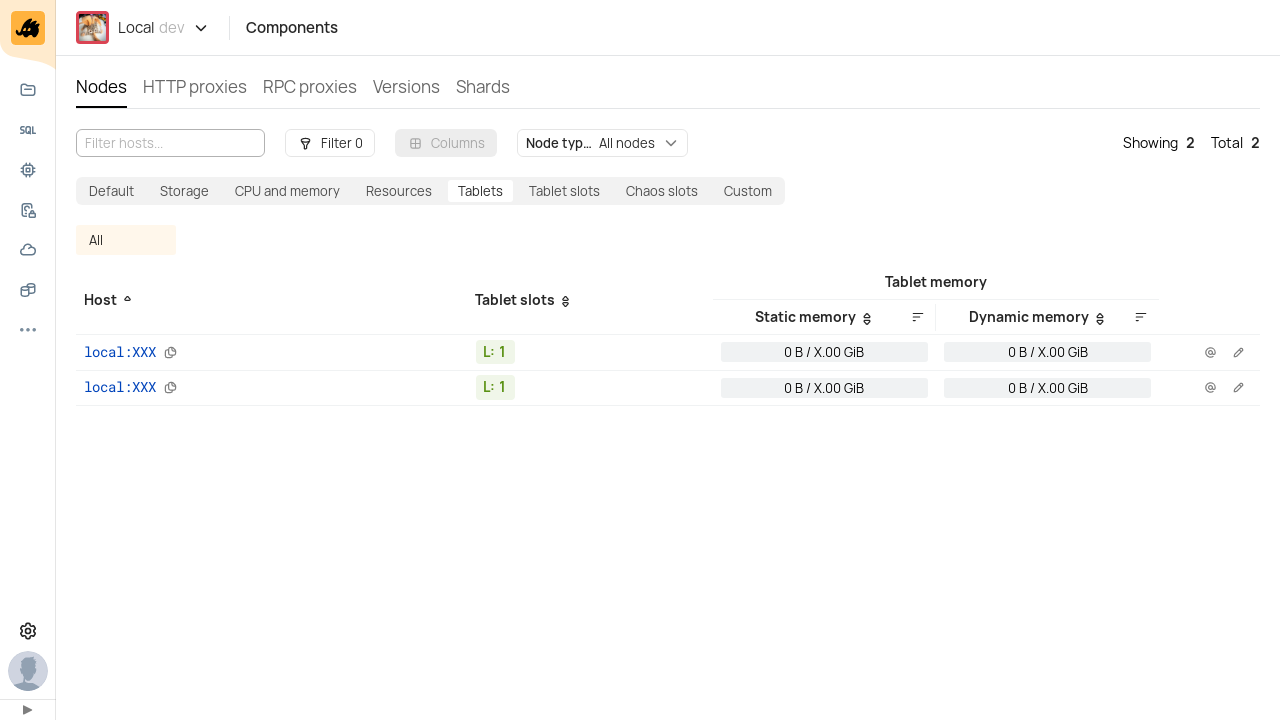 Local dev
Components
Nodes HTTP proxies RPC proxies Versions Shards
Filter hosts...
Filter 0
Columns
Node typ... All nodes
Showing 2 Total 2
SQL
Default Storage CPU and memory Resources Tablets Tablet slots Chaos slots Custom
All
Tablet memory
Host Tablet slots
Static memory Dynamic memory
local:XXX L: 1 0 B / X.00 GiB 0 B / X.00 GiB
local:XXX L: 1 0 B / X.00 GiB 0 B / X.00 GiB